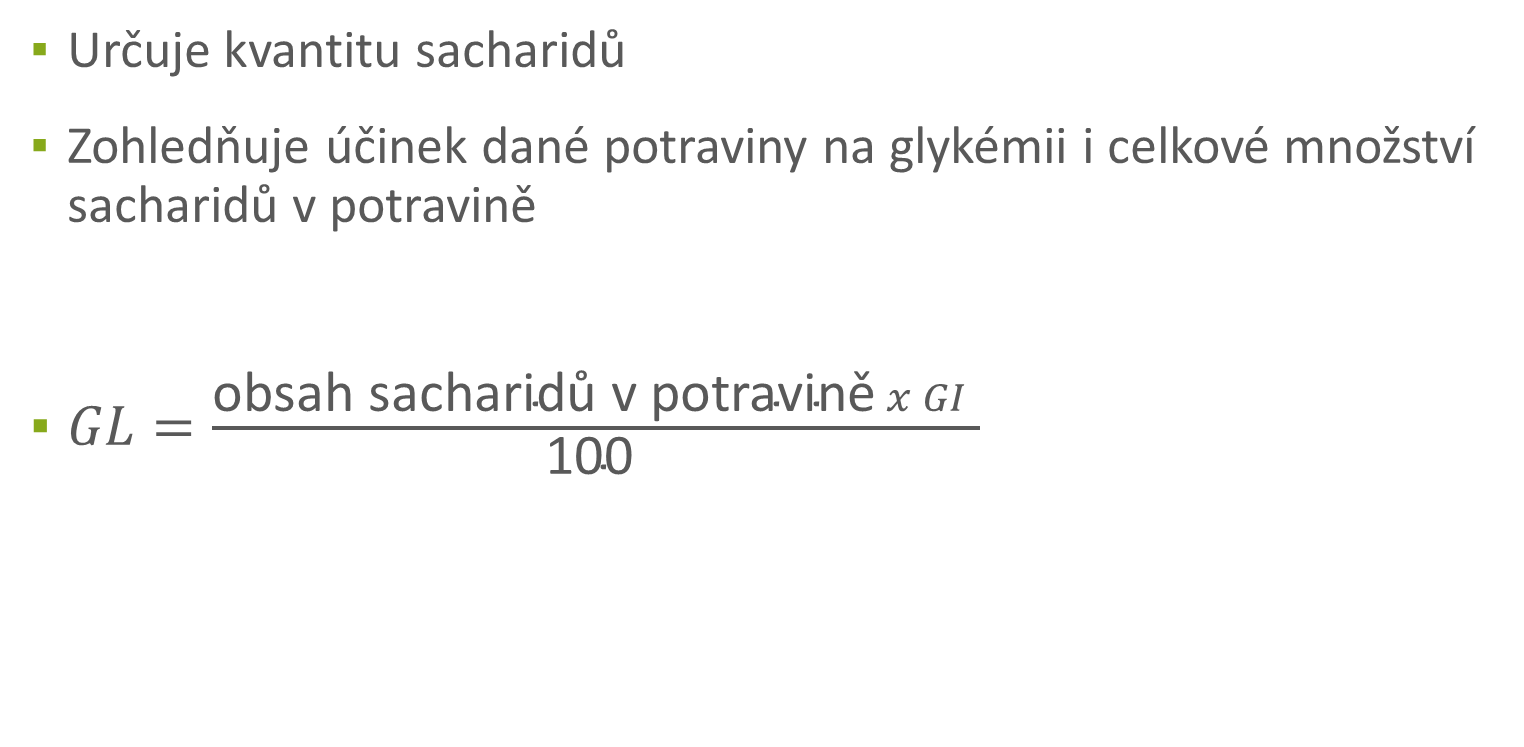 ▪ Určuje kvantitu sacharidů
▪ Zohledňuje účinek dané potraviny na glykémii i celkové množství
sacharidů v potravině
▪ GL = obsah sacharidů v potravině x GI
100